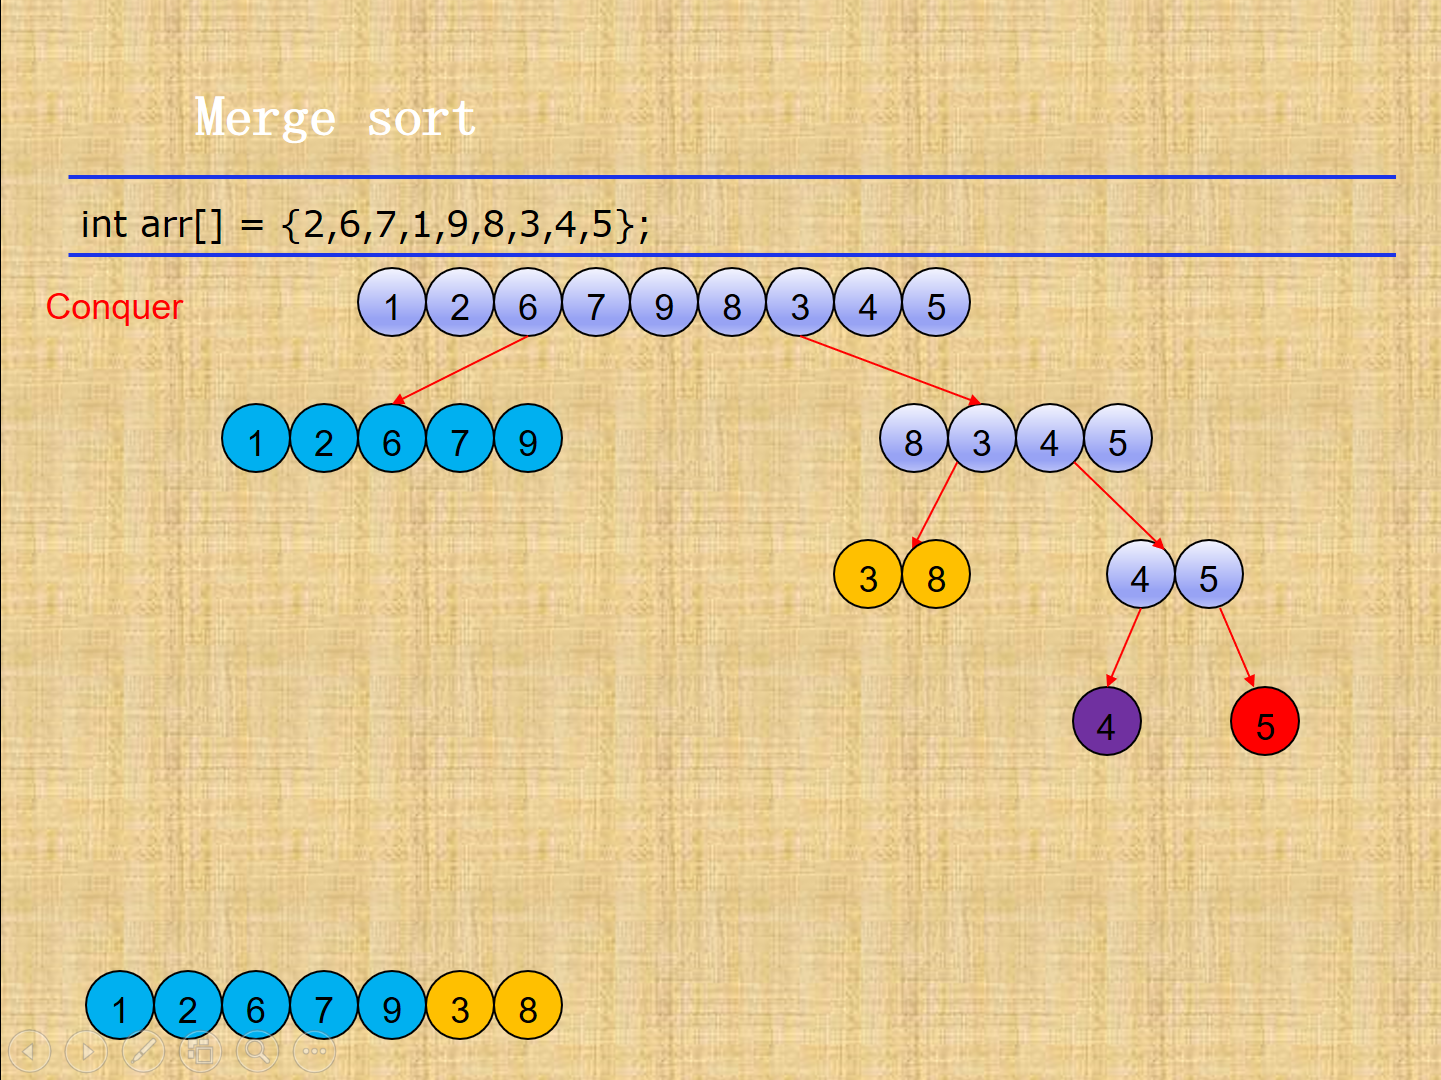 Merge sort
int arr[] = {2,6,7,1,9,8,3,4,5};
Conquer
1 2 6 7 9 8 3 4 5
1 2 6 7 9
8 3 4 5
3 8
4 5
4
5
1 2 6 7 9 3 8